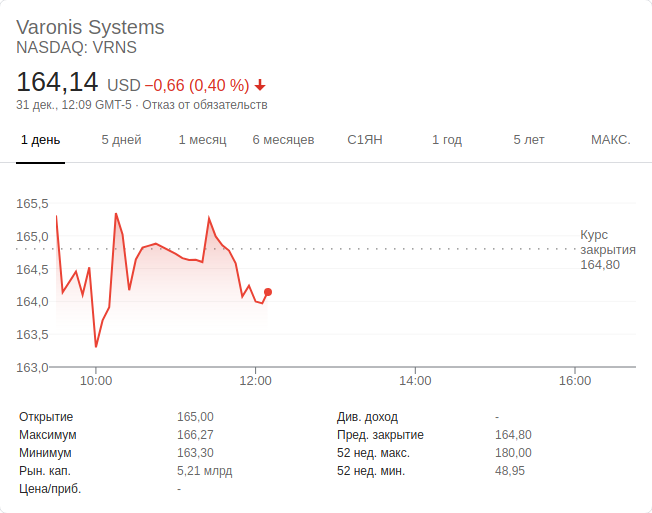 Varonis Systems
NASDAQ: VRNS
164,14 USD −0,66 (0,40 %)
31 дек., 12:09 GMT-5 · Отказ от обязательств
1 день 5 дней 1 месяц 6 месяцев С1ЯН 1 год 5 лет МАКС.
165,5
165,0
164,5
164,0
163,5
163,0
Курс
закрытия
164,80
10:00 12:00 14:00 16:00
Открытие 165,00 Див. доход -
Максимум 166,27 Пред. закрытие 164,80
Минимум 163,30 52 нед. макс. 180,00
Рын. кап. 5,21 млрд 52 нед. мин. 48,95
Цена/приб. -